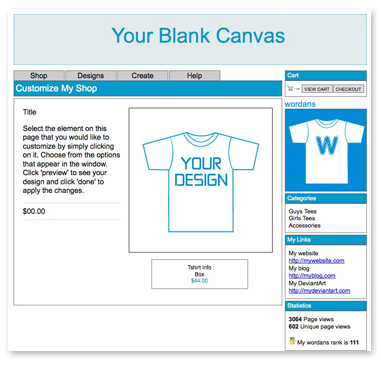 Your Blank Canvas
Shop
Designs
Create
Help
Customize My Shop
Title
Select the element on this
page that you would like to
customize by simply clicking
on it. Choose from the options
that appear in the window.
Click 'preview' to see your
design and click 'done' to
apply the changes.
$00.00
YOUR
DESIGN
Tshirt Info
Box
$44.00
Cart
VIEW CART
CHECKOUT
wordans
W
Categories
Guys Tees
Girls Tees
Accessories
My Links
My website
http://mywebsite.com
My blog
http://myblog.com
My DeviantArt
http://mydeviantart.com
Statistics
3064 Page views
602 Unique page views
My wordans rank is 111